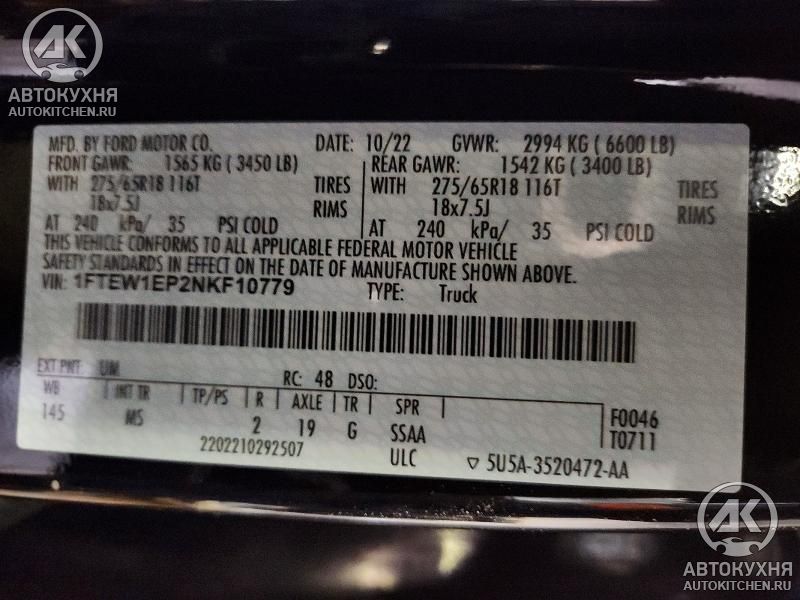 АК
АВТОКУХНЯ
AUTOKITCHEN.RU
MFD. BY FORD MOTOR CO. DATE: 10/22 GVWR: 2994 KG ( 6600 LB)
FRONT GAWR: 1565 KG ( 3450 LB) REAR GAWR: 1542 KG ( 3400 LB)
WITH 275/65R18 116T TIRES WITH 275/65R18 116T TIRES
18x7.5J RIMS 18x7.5J RIMS
AT 240 kPa/ 35 PSI COLD AT 240 kPa/ 35 PSI COLD
THIS VEHICLE CONFORMS TO ALL APPLICABLE FEDERAL MOTOR VEHICLE
SAFETY STANDARDS IN EFFECT ON THE DATE OF MANUFACTURE SHOWN ABOVE.
VIN: 1FTEW1EP2NKF10779 TYPE: Truck
EXT PNT: UM RC: 48 DSO:
WB INT TR TP/PS R AXLE TR SPR F0046
145 MS 2 19 G SSAA T0711
2202210292507 ULC ▽ 5U5A-3520472-AA
АК
АВТОКУХНЯ
AUTOKITCHEN.RU